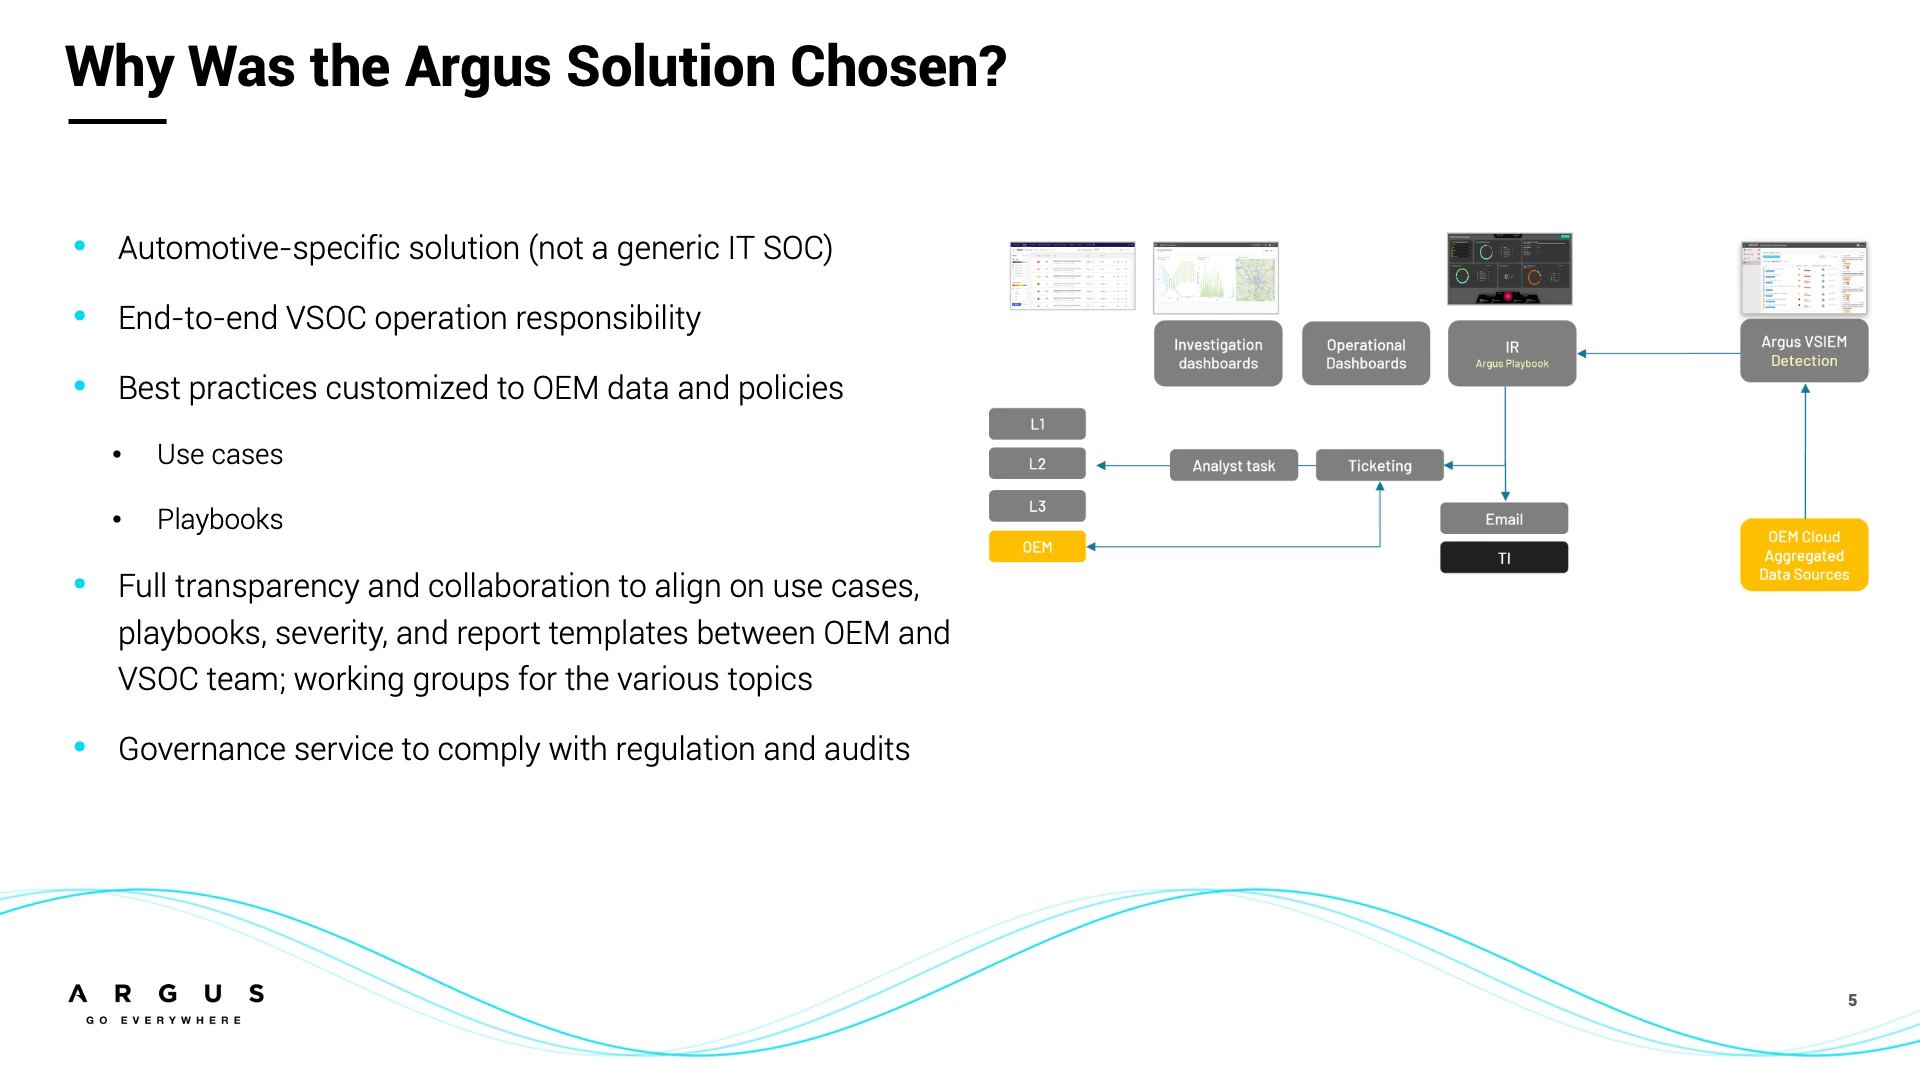 Why Was the Argus Solution Chosen?
• Automotive-specific solution (not a generic IT SOC)
• End-to-end VSOC operation responsibility
• Best practices customized to OEM data and policies
• Use cases
• Playbooks
• Full transparency and collaboration to align on use cases,
playbooks, severity, and report templates between OEM and
VSOC team; working groups for the various topics
• Governance service to comply with regulation and audits
Investigation
dashboards
Operational
Dashboards
IR
Argus Playbook
Argus VSIEM
Detection
L1
L2
L3
OEM
Analyst task
Ticketing
Email
TI
OEM Cloud
Aggregated
Data Sources
ARGUS
GO EVERYWHERE
5